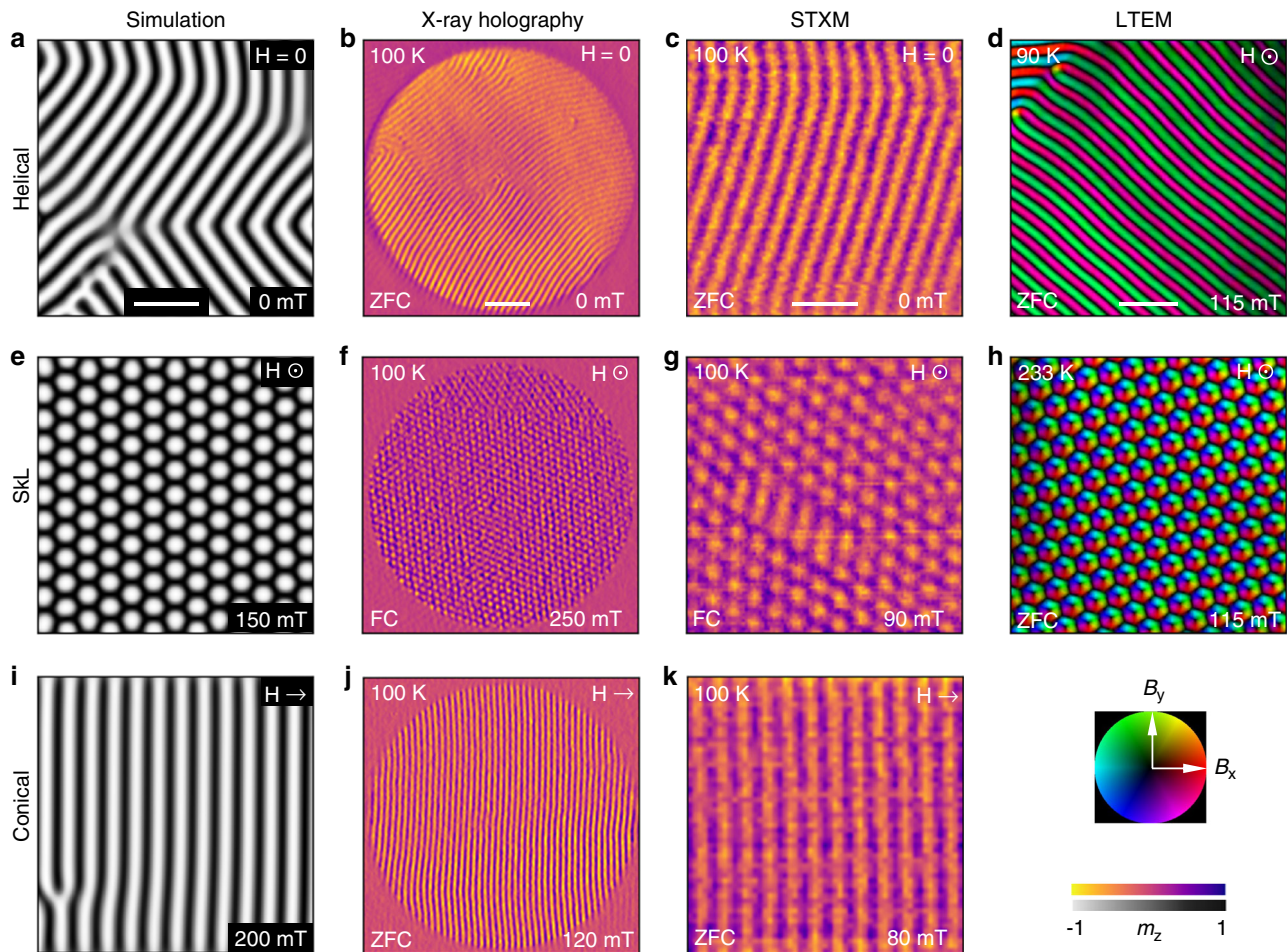 Simulation
X-ray holography
STXM
LTEM
a
b
c
d
Helical
H = 0
0 mT
100 K
H = 0
ZFC
0 mT
100 K
H = 0
ZFC
0 mT
90 K
H ⊙
ZFC
115 mT
e
f
g
h
SkL
H ⊙
150 mT
100 K
H ⊙
FC
250 mT
100 K
H ⊙
FC
90 mT
233 K
H ⊙
ZFC
115 mT
i
j
k
Conical
H →
200 mT
100 K
H →
ZFC
120 mT
100 K
H →
ZFC
80 mT
By
Bx
-1 mz 1